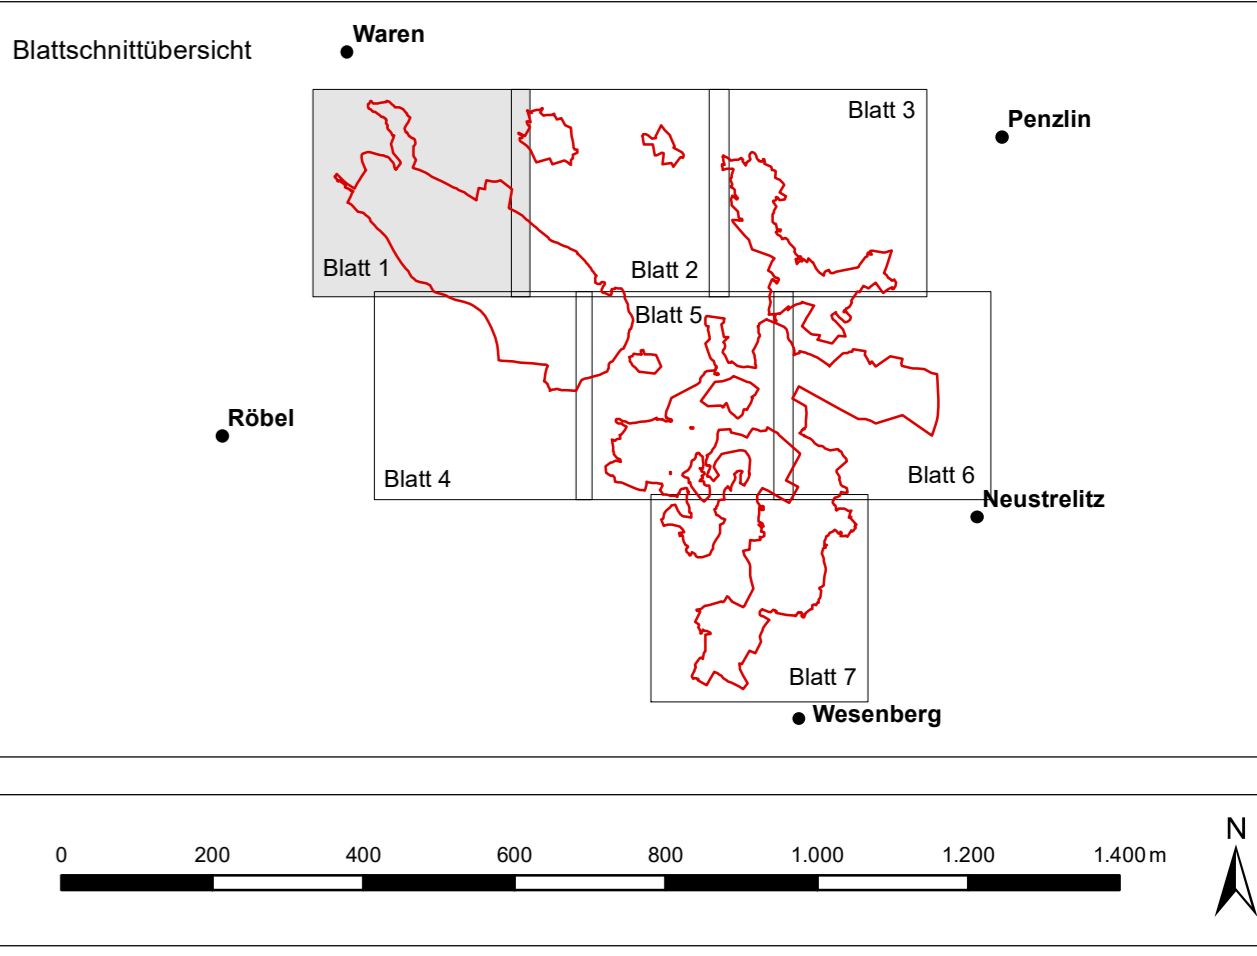 Waren
Blattschnittübersicht
Blatt 3
Penzlin
Blatt 1
Blatt 2
Blatt 5
Röbel
Blatt 4
Blatt 6
Neustrelitz
Blatt 7
Wesenberg
0 200 400 600 800 1.000 1.200 1.400 m
N